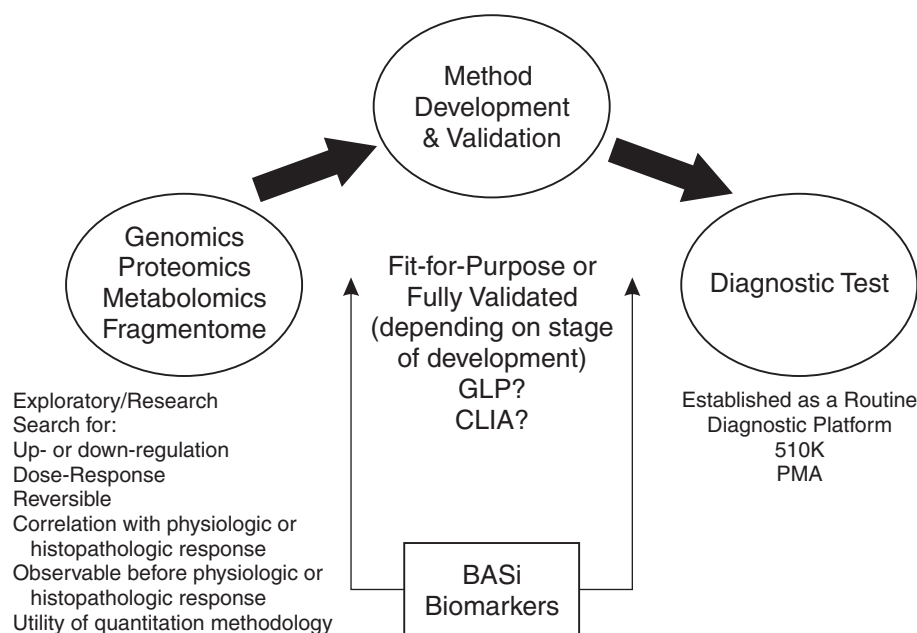 Method
Development
& Validation
Genomics
Proteomics
Metabolomics
Fragmentome
Exploratory/Research
Search for:
Up- or down-regulation
Dose-Response
Reversible
Correlation with physiologic or
histopathologic response
Observable before physiologic or
histopathologic response
Utility of quantitation methodology
Fit-for-Purpose or
Fully Validated
(depending on stage
of development)
GLP?
CLIA?
BASi
Biomarkers
Diagnostic Test
Established as a Routine
Diagnostic Platform
510K
PMA